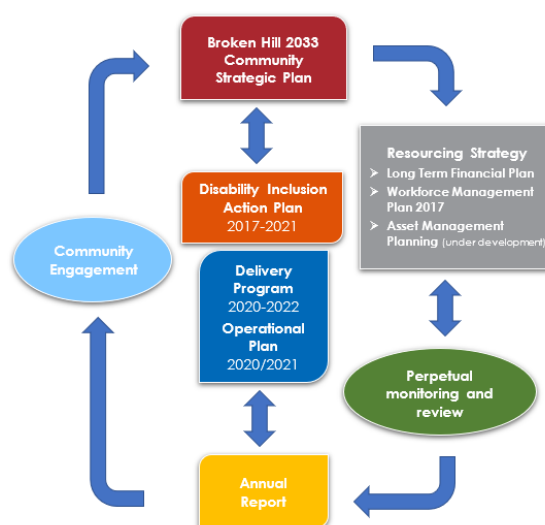 Broken Hill 2033
Community
Strategic Plan
Resourcing Strategy
➢ Long Term Financial Plan
➢ Workforce Management
Plan 2017
➢ Asset Management
Planning (under development)
Disability Inclusion
Action Plan
2017-2021
Community
Engagement
Delivery
Program
2020-2022
Operational
Plan
2020/2021
Perpetual
monitoring and
review
Annual
Report